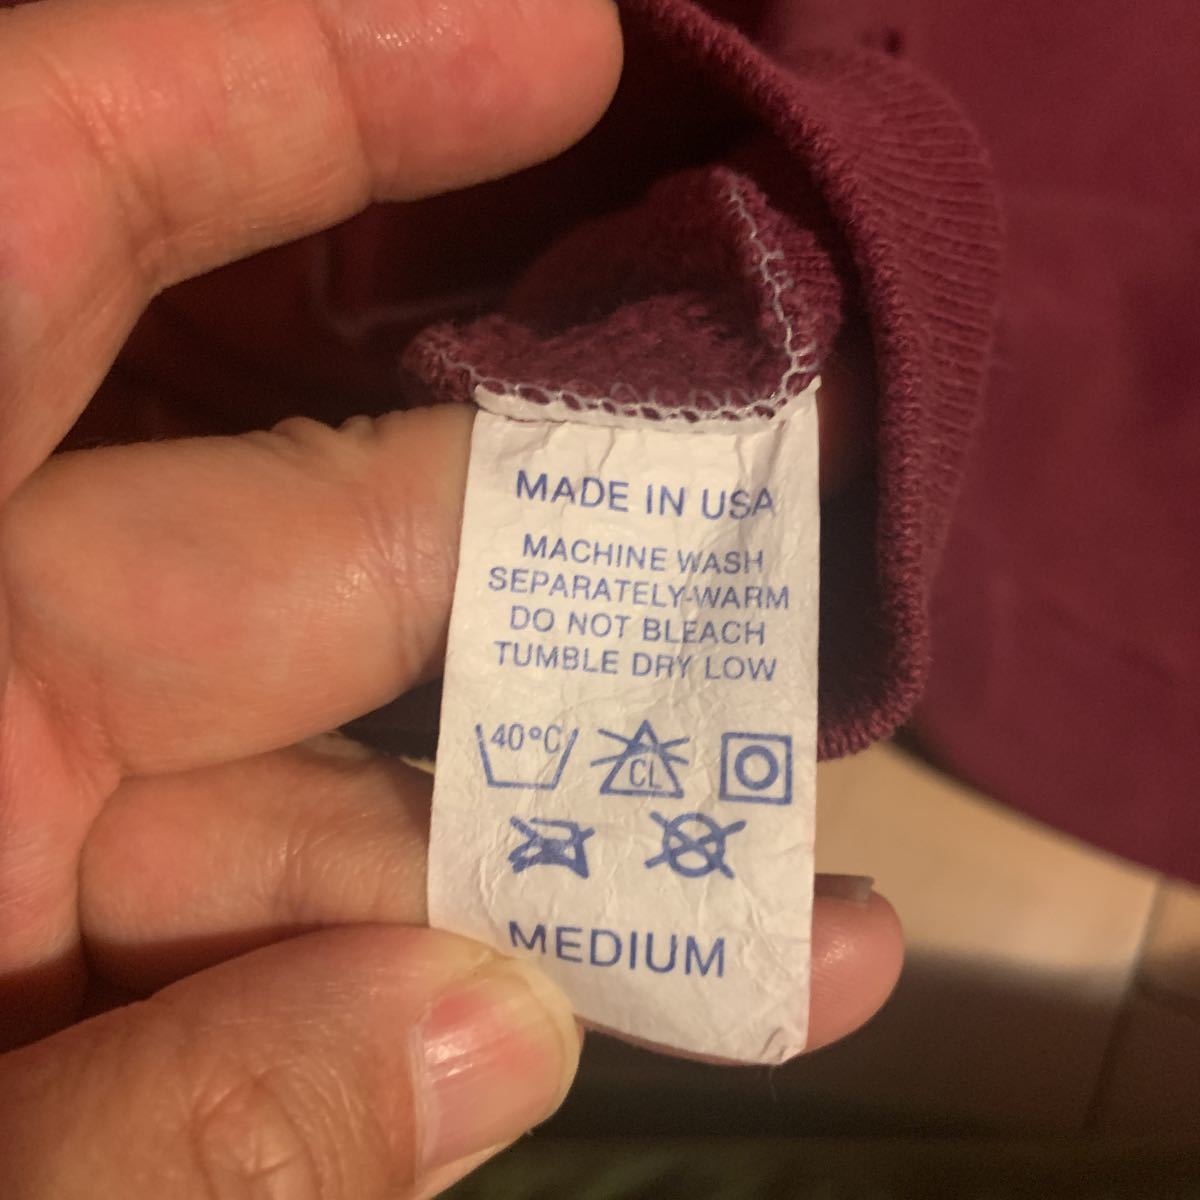 MADE IN USA
MACHINE WASH
SEPARATELY-WARM
DO NOT BLEACH
TUMBLE DRY LOW
40°C CL
MEDIUM